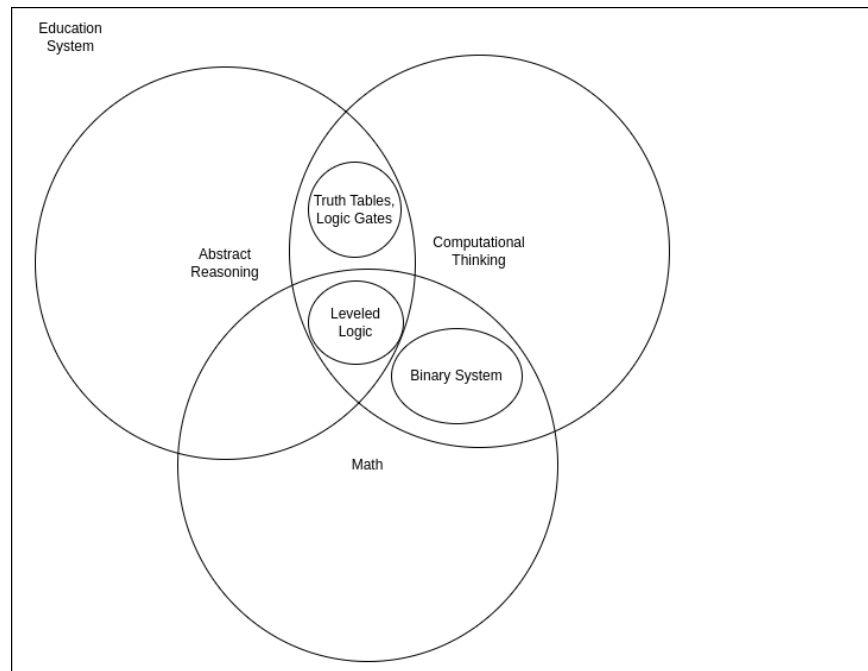 Education
System
Truth Tables,
Logic Gates
Abstract
Reasoning
Computational
Thinking
Leveled
Logic
Binary System
Math